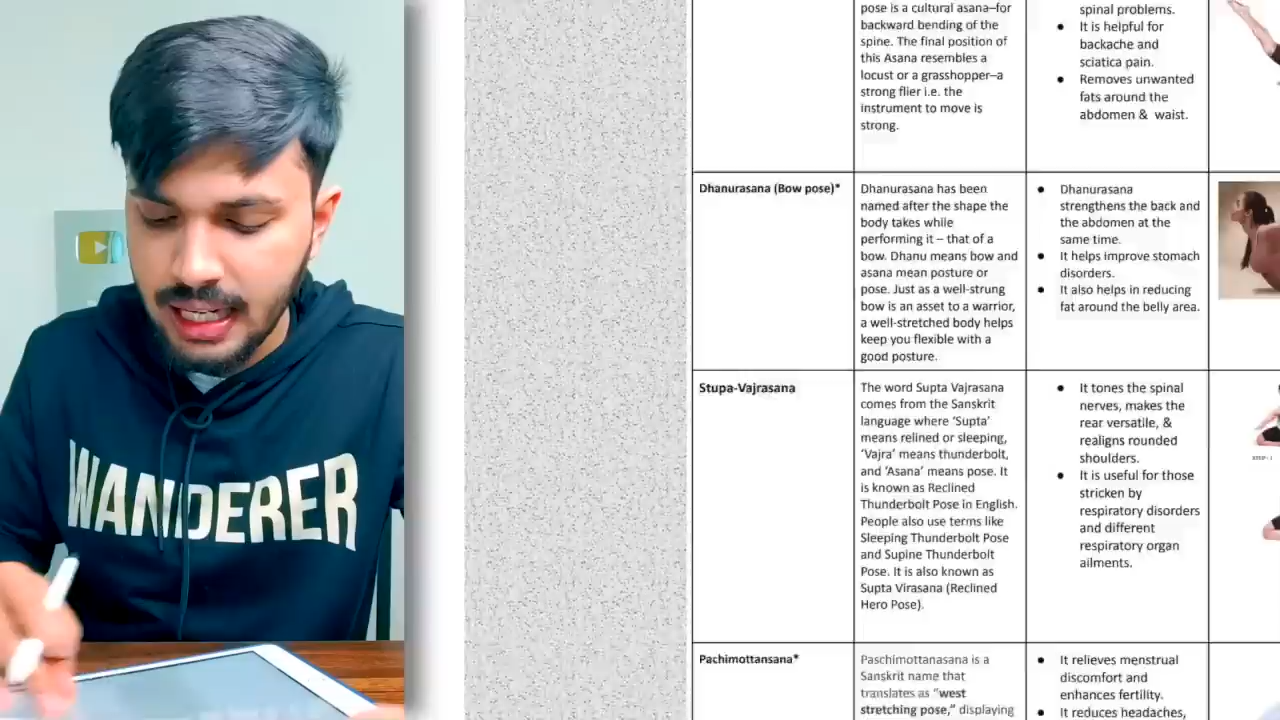 WANDERER
pose is a cultural asana–for
backward bending of the
spine. The final position of
this Asana resembles a
locust or a grasshopper–a
strong flier i.e. the
instrument to move is
strong.
spinal problems.
● It is helpful for
backache and
sciatica pain.
● Removes unwanted
fats around the
abdomen & waist.
Dhanurasana (Bow pose)*
Dhanurasana has been
named after the shape the
body takes while
performing it – that of a
bow. Dhanu means bow and
asana mean posture or
pose. Just as a well-strung
bow is an asset to a warrior,
a well-stretched body helps
keep you flexible with a
good posture.
● Dhanurasana
strengthens the back and
the abdomen at the
same time.
● It helps improve stomach
disorders.
● It also helps in reducing
fat around the belly area.
Stupa-Vajrasana
The word Supta Vajrasana
comes from the Sanskrit
language where ‘Supta’
means relined or sleeping,
‘Vajra’ means thunderbolt,
and ‘Asana’ means pose. It
is known as Reclined
Thunderbolt Pose in English.
People also use terms like
Sleeping Thunderbolt Pose
and Supine Thunderbolt
Pose. It is also known as
Supta Virasana (Reclined
Hero Pose).
● It tones the spinal
nerves, makes the
rear versatile, &
realigns rounded
shoulders.
● It is useful for those
stricken by
respiratory disorders
and different
respiratory organ
ailments.
STEP - 1
Pachimottansana*
Paschimottanasana is a
Sanskrit name that
translates as “west
stretching pose,” displaying
● It relieves menstrual
discomfort and
enhances fertility.
● It reduces headaches,